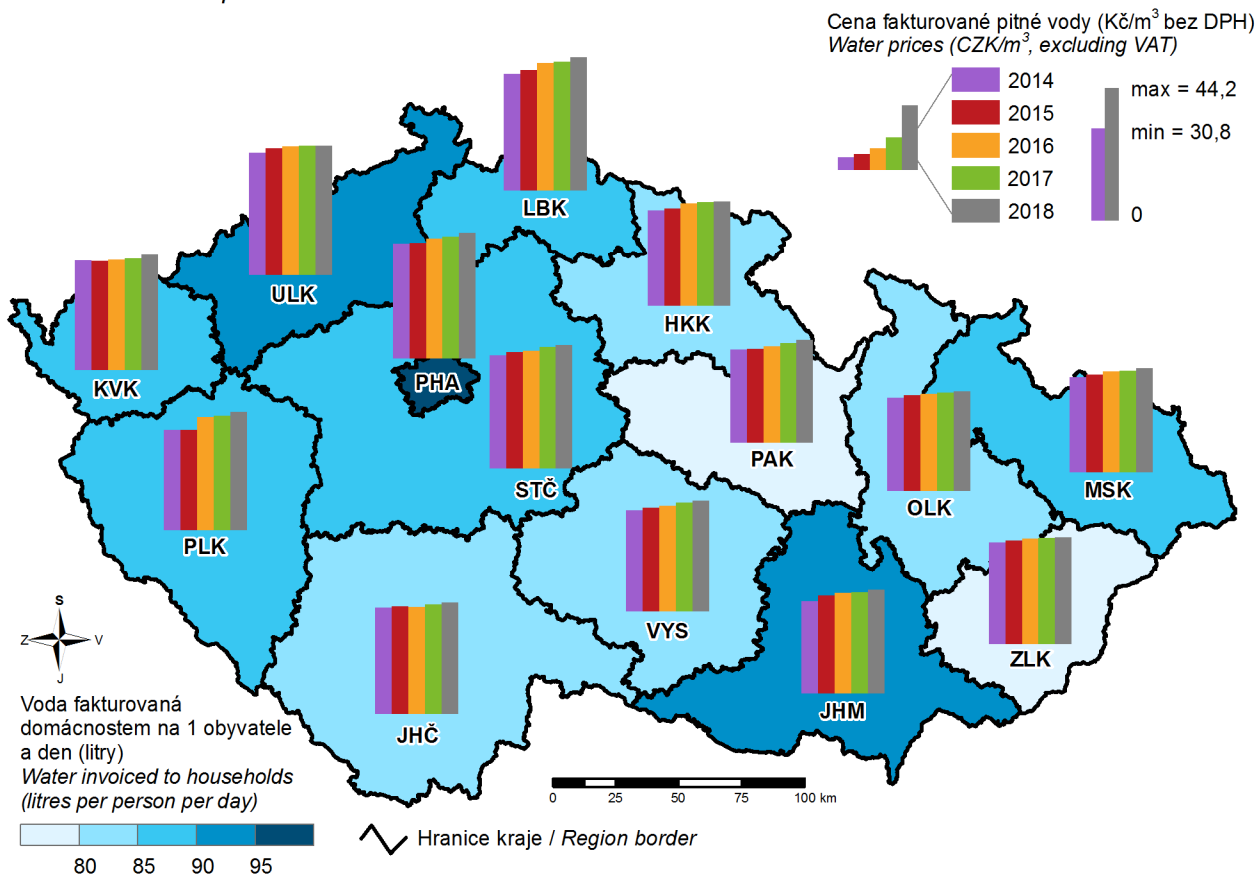 Cena fakturované pitné vody (Kč/m³ bez DPH)
Water prices (CZK/m³, excluding VAT)
2014
2015
2016
2017
2018
max = 44,2
min = 30,8
0
LBK
ULK
HKK
KVK
PHA
PAK
STČ
MSK
OLK
PLK
VYS
ZLK
JHM
JHČ
S
Z
V
J
Voda fakturovaná
domácnostem na 1 obyvatele
a den (litry)
Water invoiced to households
(litres per person per day)
80 85 90 95
0 25 50 75 100 km
Hranice kraje / Region border